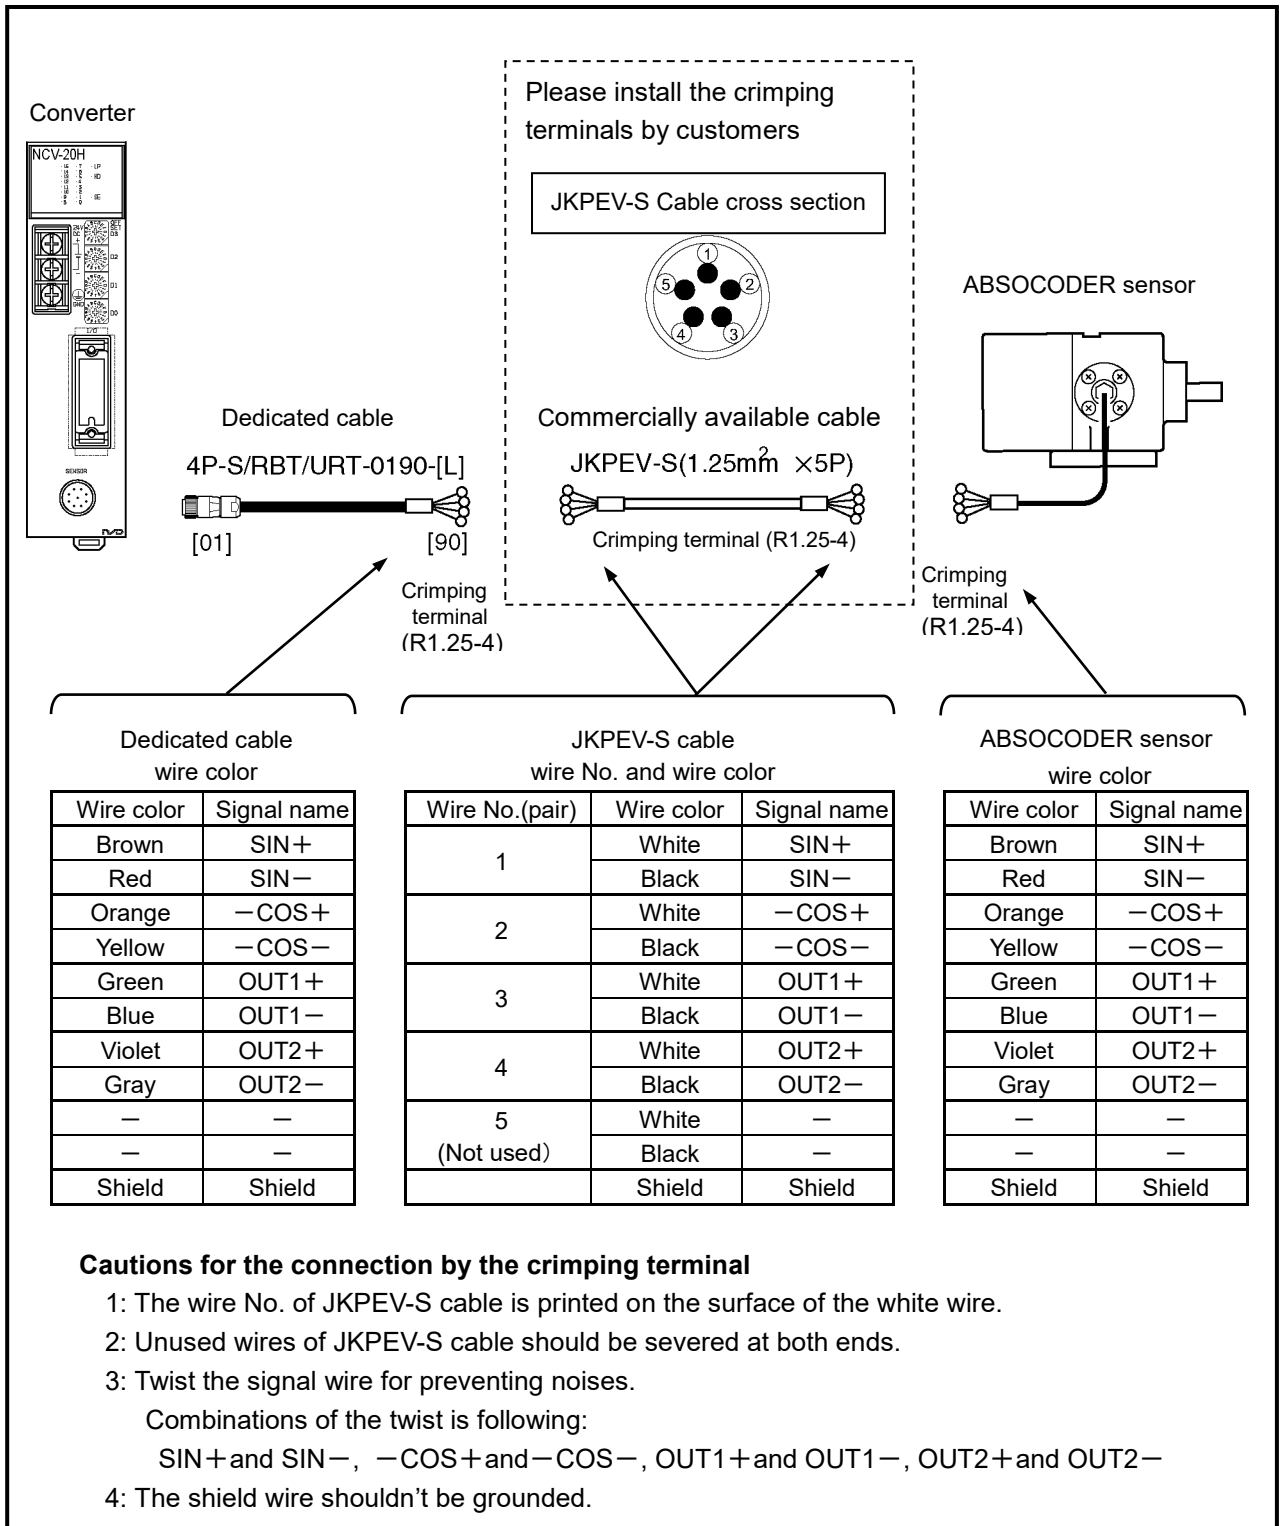 Converter
NCV-20H
24V
DC
+
-
GND
OFF
SET
D3
D2
D1
D0
I/O
SENSOR
NSD
Please install the crimping
terminals by customers
JKPEV-S Cable cross section
1
5 2
4 3
ABSOCODER sensor
Dedicated cable
4P-S/RBT/URT-0190-[L]
[01] [90]
Crimping
terminal
(R1.25-4)
Commercially available cable
JKPEV-S(1.25mm2 ×5P)
Crimping terminal (R1.25-4)
Crimping
terminal
(R1.25-4)
Dedicated cable
wire color
Wire color Signal name
Brown SIN+
Red SIN−
Orange −COS+
Yellow −COS−
Green OUT1+
Blue OUT1−
Violet OUT2+
Gray OUT2−
− −
− −
Shield Shield
JKPEV-S cable
wire No. and wire color
Wire No.(pair) Wire color Signal name
1 White SIN+
Black SIN−
2 White −COS+
Black −COS−
3 White OUT1+
Black OUT1−
4 White OUT2+
Black OUT2−
5 White −
(Not used) Black −
Shield Shield
ABSOCODER sensor
wire color
Wire color Signal name
Brown SIN+
Red SIN−
Orange −COS+
Yellow −COS−
Green OUT1+
Blue OUT1−
Violet OUT2+
Gray OUT2−
− −
− −
Shield Shield
Cautions for the connection by the crimping terminal
1: The wire No. of JKPEV-S cable is printed on the surface of the white wire.
2: Unused wires of JKPEV-S cable should be severed at both ends.
3: Twist the signal wire for preventing noises.
Combinations of the twist is following:
SIN+and SIN−, −COS+and−COS−, OUT1+and OUT1−, OUT2+and OUT2−
4: The shield wire shouldn't be grounded.